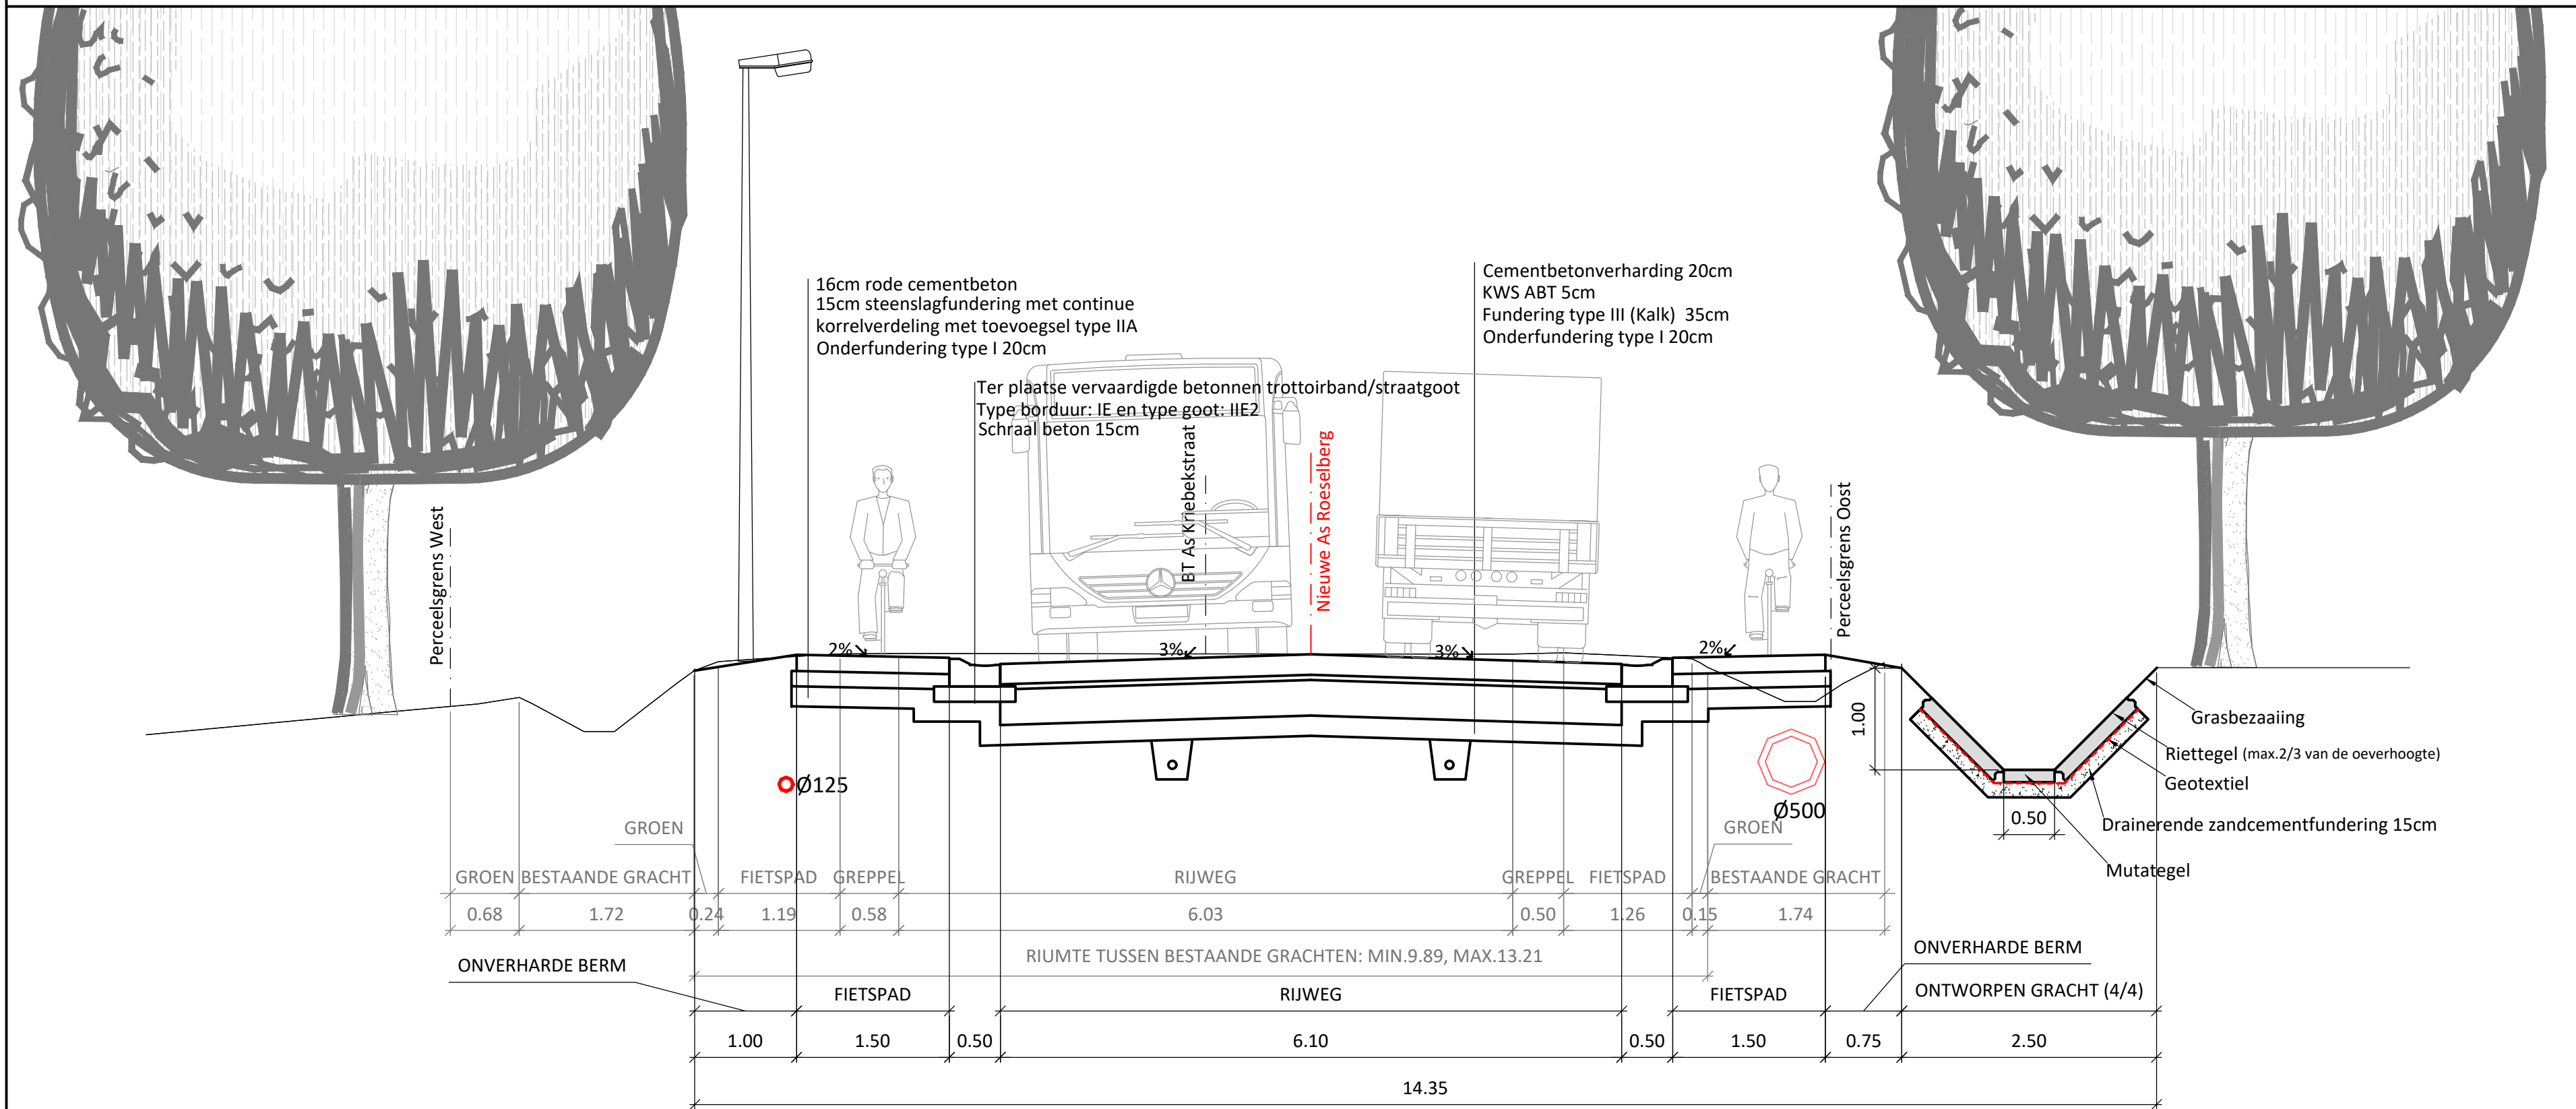 16cm rode cementbeton
15cm steenslagfundering met continue
korrelverdeling met toevoegsel type IIA
Onderfundering type I 20cm
Cementbetonverharding 20cm
KWS ABT 5cm
Fundering type III (Kalk) 35cm
Onderfundering type I 20cm
Ter plaatse vervaardigde betonnen trottoirband/straatgoot
Type borduur: IE en type goot: IIE2
Schraal beton 15cm
Perceelsgrens West
BT As Kriebekstraat
Nieuwe As Roeselberg
Perceelsgrens Oost
2%
3%
3%
2%
1.00
Grasbezaaiing
Riettegel (max.2/3 van de oeverhoogte)
Geotextiel
Ø125
Ø500
0.50
Drainerende zandcementfundering 15cm
Mutategel
GROEN
GROEN
GROEN BESTAANDE GRACHT FIETSPAD GREPPEL RIJWEG GREPPEL FIETSPAD BESTAANDE GRACHT
0.68 1.72 0.24 1.19 0.58 6.03 0.50 1.26 0.15 1.74
RIUMTE TUSSEN BESTAANDE GRACHTEN: MIN.9.89, MAX.13.21
ONVERHARDE BERM
ONVERHARDE BERM
FIETSPAD RIJWEG FIETSPAD ONTWORPEN GRACHT (4/4)
1.00 1.50 0.50 6.10 0.50 1.50 0.75 2.50
14.35